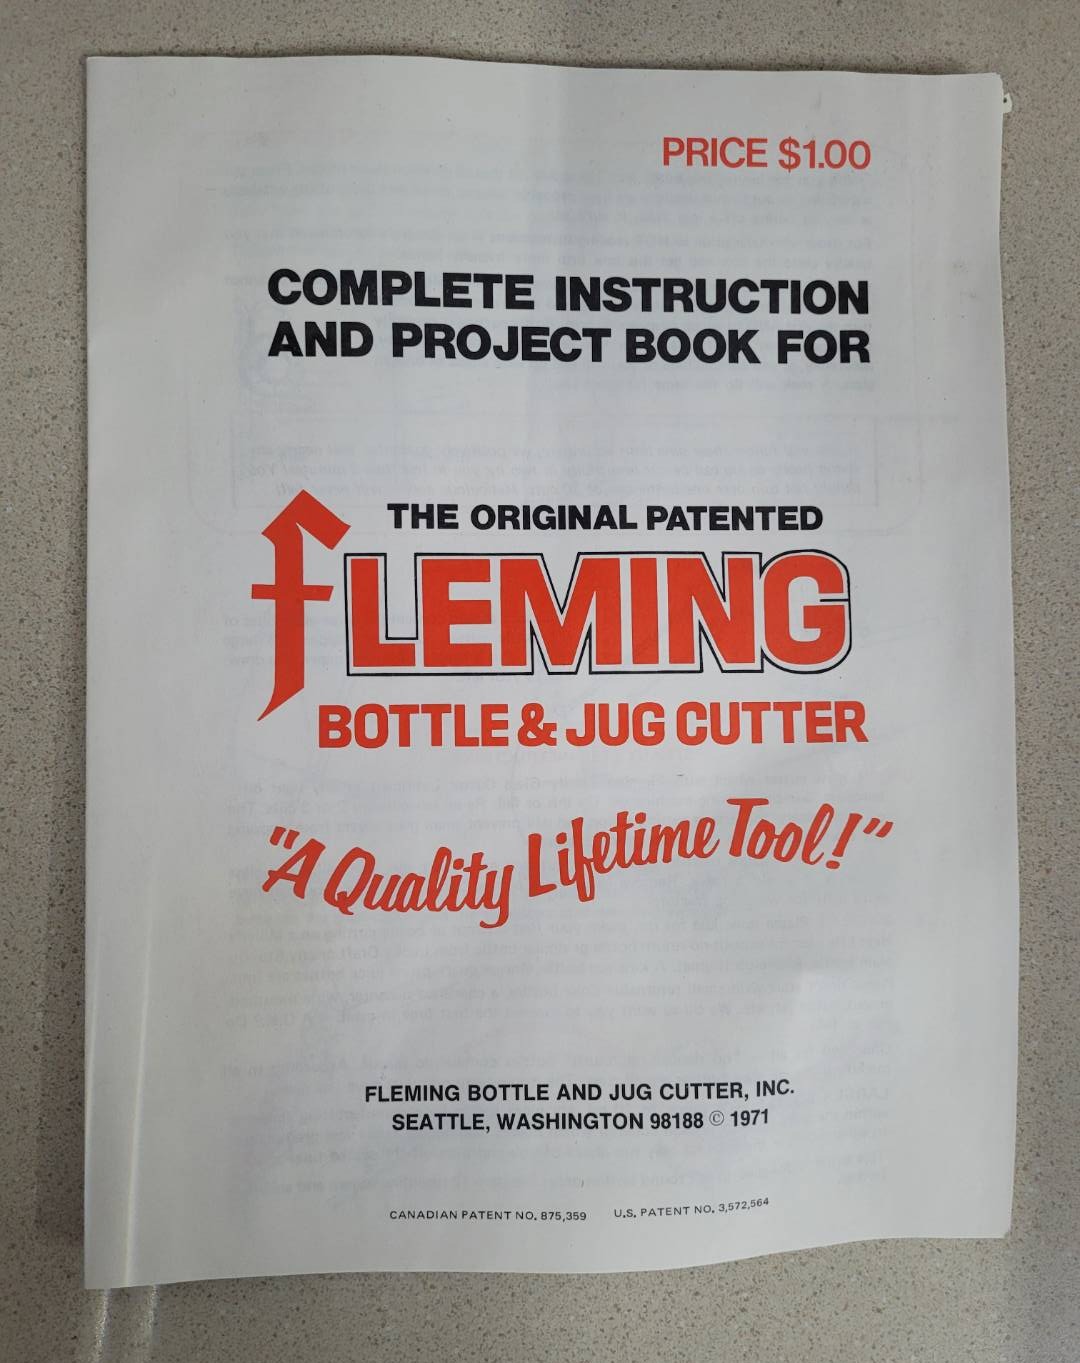 PRICE $1.00
COMPLETE INSTRUCTION
AND PROJECT BOOK FOR
THE ORIGINAL PATENTED
fLEMING
BOTTLE & JUG CUTTER
"A Quality Lifetime Tool!"
FLEMING BOTTLE AND JUG CUTTER, INC.
SEATTLE, WASHINGTON 98188 © 1971
CANADIAN PATENT NO. 875,359 U.S. PATENT NO. 3,572,564